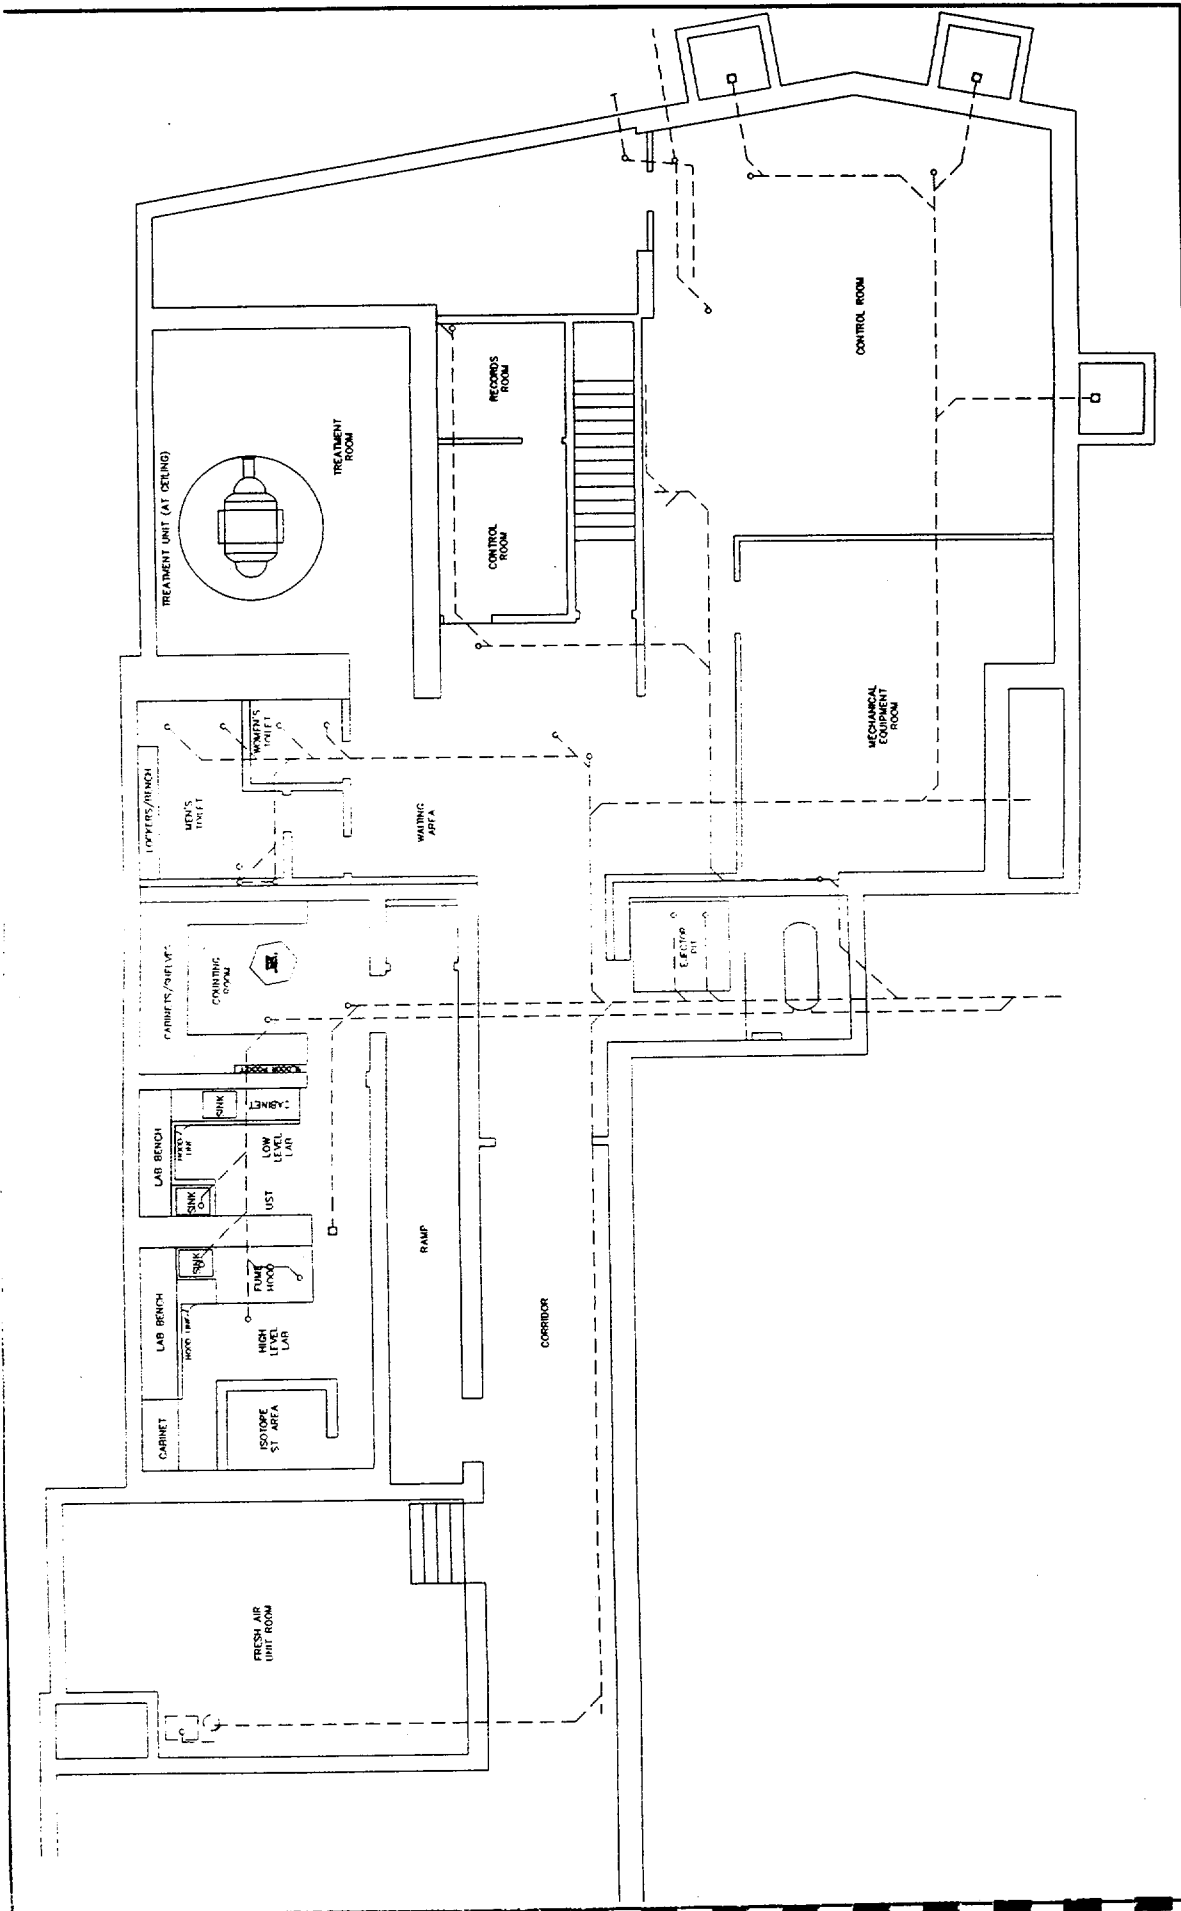 TREATMENT UNIT (AT CEILING)
TREATMENT
ROOM
RECORDS
ROOM
CONTROL
ROOM
CONTROL ROOM
MECHANICAL
EQUIPMENT
ROOM
LOCKERS/BENCH
MEN'S
TOILET
WOMEN'S
TOILET
WAITING
AREA
CABINETS/SHELVES
COUNTING
ROOM
EJECTOR
PIT
LAB BENCH
SINK
CABINET
LOW
LEVEL
LAB
SINK
UST
LAB BENCH
SINK
FUME
HOOD
HIGH
LEVEL
LAB
CABINET
ISOTOPE
ST AREA
RAMP
CORRIDOR
FRESH AIR
UNIT ROOM